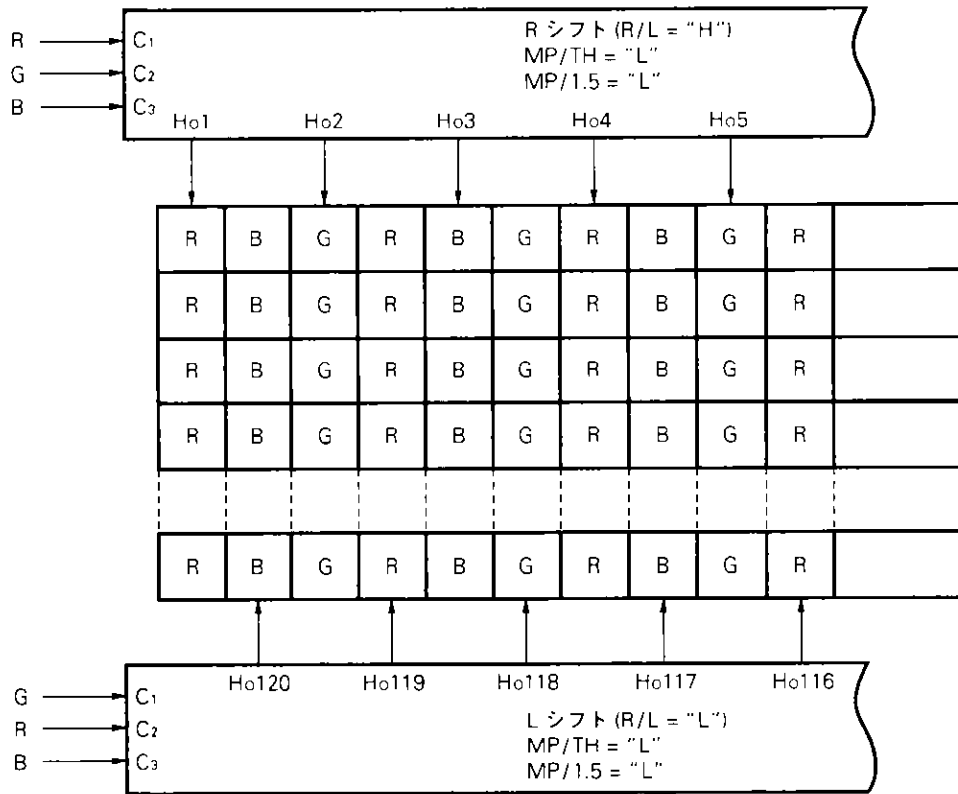 R シフト (R/L = “H”)
MP/TH = “L”
MP/1.5 = “L”
R C₁
G C₂
B C₃
Ho1 Ho2 Ho3 Ho4 Ho5
R B G R B G R B G R
R B G R B G R B G R
R B G R B G R B G R
R B G R B G R B G R
R B G R B G R B G R
Ho120 Ho119 Ho118 Ho117 Ho116
G C₁
R C₂
B C₃
L シフト (R/L = “L”)
MP/TH = “L”
MP/1.5 = “L”